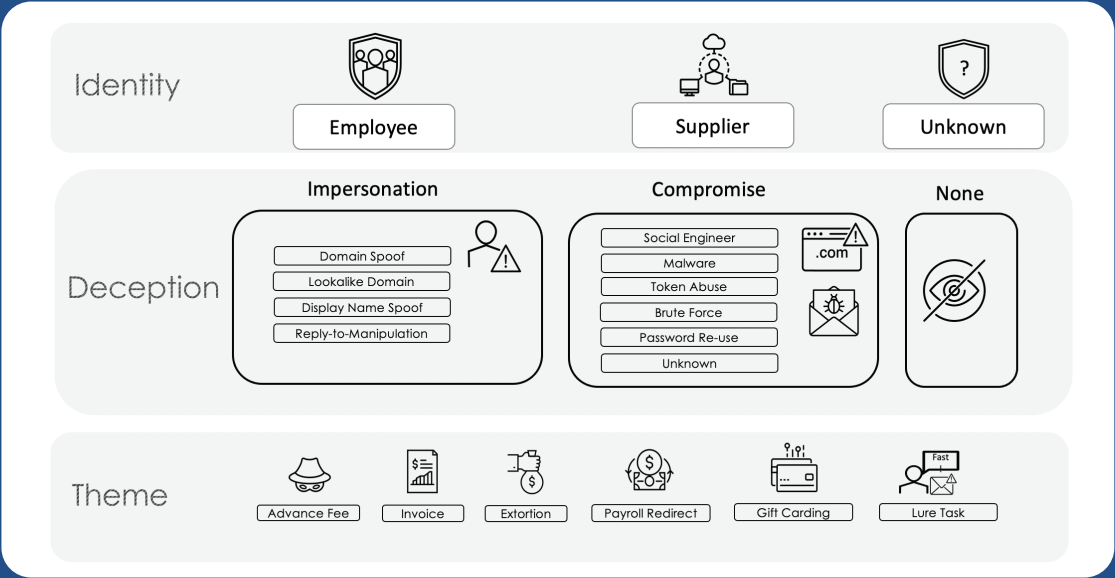 Identity
?
Employee
Supplier
Unknown
Deception
Impersonation
Domain Spoof
Lookalike Domain
Display Name Spoof
Reply-to-Manipulation
!
Compromise
Social Engineer
Malware
Token Abuse
Brute Force
Password Re-use
Unknown
!
.com
None
Theme
Advance Fee
$
Invoice
$
Extortion
$
Payroll Redirect
Gift Carding
Fast
Lure Task